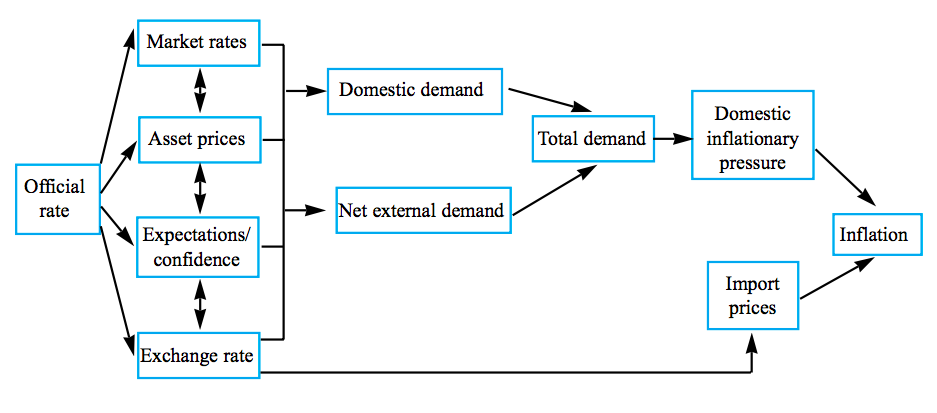 Market rates
Domestic demand
Asset prices
Total demand
Domestic
inflationary
pressure
Official
rate
Net external demand
Expectations/
confidence
Inflation
Import
prices
Exchange rate